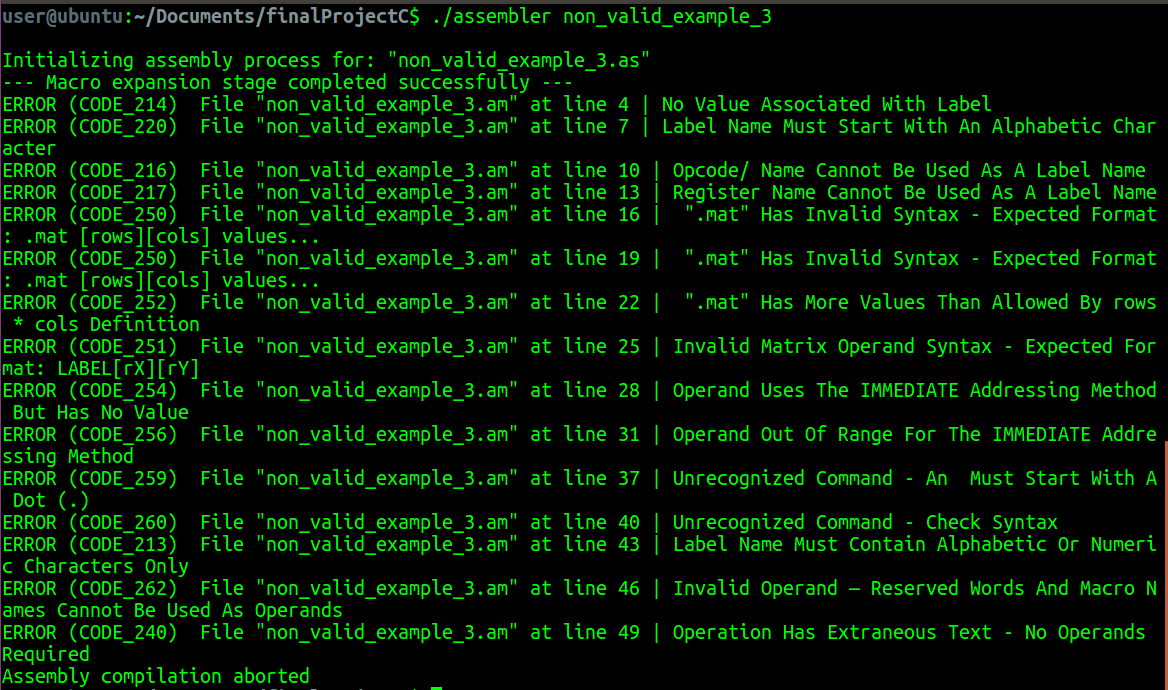 user@ubuntu:~/Documents/finalProjectC$ ./assembler non_valid_example_3
Initializing assembly process for: "non_valid_example_3.as"
--- Macro expansion stage completed successfully ---
ERROR (CODE_214)  File "non_valid_example_3.am" at line 4 | No Value Associated With Label
ERROR (CODE_220)  File "non_valid_example_3.am" at line 7 | Label Name Must Start With An Alphabetic Char
acter
ERROR (CODE_216)  File "non_valid_example_3.am" at line 10 | Opcode/ Name Cannot Be Used As A Label Name
ERROR (CODE_217)  File "non_valid_example_3.am" at line 13 | Register Name Cannot Be Used As A Label Name
ERROR (CODE_250)  File "non_valid_example_3.am" at line 16 |  ".mat" Has Invalid Syntax - Expected Format
: .mat [rows][cols] values...
ERROR (CODE_250)  File "non_valid_example_3.am" at line 19 |  ".mat" Has Invalid Syntax - Expected Format
: .mat [rows][cols] values...
ERROR (CODE_252)  File "non_valid_example_3.am" at line 22 |  ".mat" Has More Values Than Allowed By rows
 * cols Definition
ERROR (CODE_251)  File "non_valid_example_3.am" at line 25 | Invalid Matrix Operand Syntax - Expected For
mat: LABEL[rX][rY]
ERROR (CODE_254)  File "non_valid_example_3.am" at line 28 | Operand Uses The IMMEDIATE Addressing Method
 But Has No Value
ERROR (CODE_256)  File "non_valid_example_3.am" at line 31 | Operand Out Of Range For The IMMEDIATE Addre
ssing Method
ERROR (CODE_259)  File "non_valid_example_3.am" at line 37 | Unrecognized Command - An  Must Start With A
 Dot (.)
ERROR (CODE_260)  File "non_valid_example_3.am" at line 40 | Unrecognized Command - Check Syntax
ERROR (CODE_213)  File "non_valid_example_3.am" at line 43 | Label Name Must Contain Alphabetic Or Numeri
c Characters Only
ERROR (CODE_262)  File "non_valid_example_3.am" at line 46 | Invalid Operand – Reserved Words And Macro N
ames Cannot Be Used As Operands
ERROR (CODE_240)  File "non_valid_example_3.am" at line 49 | Operation Has Extraneous Text - No Operands
Required
Assembly compilation aborted